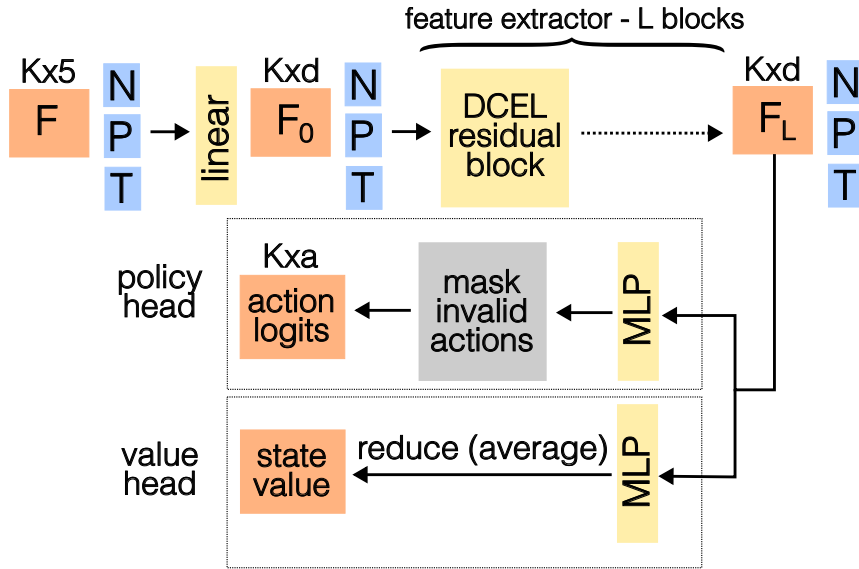 feature extractor - L blocks
Kx5
F
N
P
T
linear
Kxd
F₀
N
P
T
DCEL
residual
block
Kxd
F_L
N
P
T
policy
head
Kxa
action
logits
mask
invalid
actions
MLP
value
head
state
value
reduce (average)
MLP